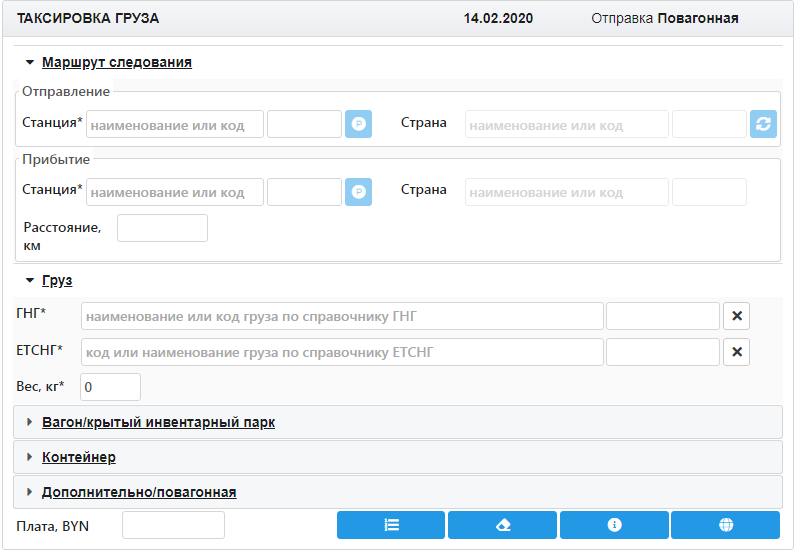 ТАКСИРОВКА ГРУЗА 14.02.2020 Отправка Повагонная
Маршрут следования
Отправление
Станция* наименование или код Страна наименование или код
Прибытие
Станция* наименование или код Страна наименование или код
Расстояние,
км
Груз
ГНГ* наименование или код груза по справочнику ГНГ
ЕТСНГ* код или наименование груза по справочнику ЕТСНГ
Вес, кг* 0
Вагон/крытый инвентарный парк
Контейнер
Дополнительно/повагонная
Плата, BYN